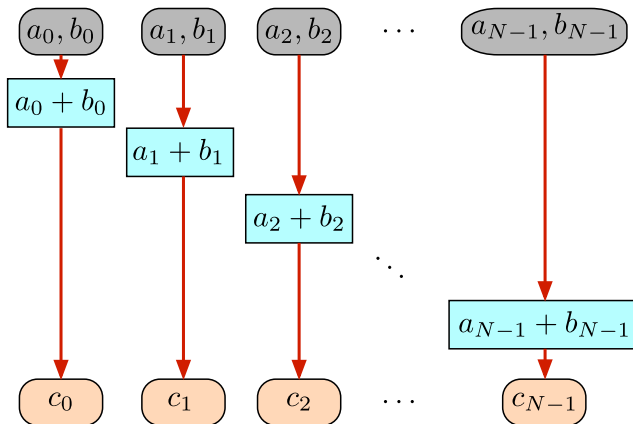 a_0, b_0 a_1, b_1 a_2, b_2 ⋯ a_{N−1}, b_{N−1}
a_0 + b_0
a_1 + b_1
a_2 + b_2
⋱
a_{N−1} + b_{N−1}
c_0 c_1 c_2 ⋯ c_{N−1}